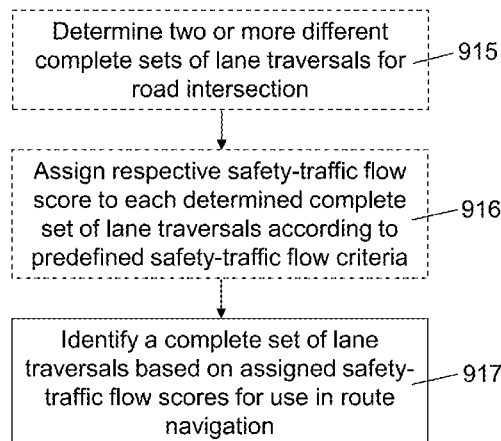 Determine two or more different
complete sets of lane traversals for
road intersection
915
Assign respective safety-traffic flow
score to each determined complete
set of lane traversals according to
predefined safety-traffic flow criteria
916
Identify a complete set of lane
traversals based on assigned safety-
traffic flow scores for use in route
navigation
917